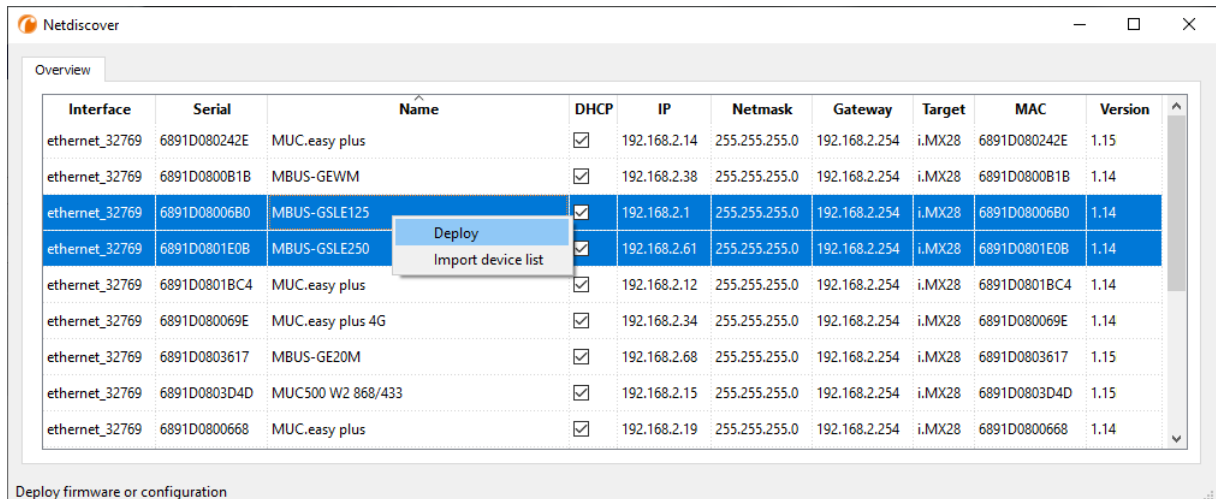 Netdiscover
Overview
Interface Serial Name DHCP IP Netmask Gateway Target MAC Version
ethernet_32769 6891D080242E MUC.easy plus 192.168.2.14 255.255.255.0 192.168.2.254 i.MX28 6891D080242E 1.15
ethernet_32769 6891D0800B1B MBUS-GEWM 192.168.2.38 255.255.255.0 192.168.2.254 i.MX28 6891D0800B1B 1.14
ethernet_32769 6891D08006B0 MBUS-GSLE125 192.168.2.1 255.255.255.0 192.168.2.254 i.MX28 6891D08006B0 1.14
Deploy
ethernet_32769 6891D0801E0B MBUS-GSLE250 192.168.2.61 255.255.255.0 192.168.2.254 i.MX28 6891D0801E0B 1.14
Import device list
ethernet_32769 6891D0801BC4 MUC.easy plus 192.168.2.12 255.255.255.0 192.168.2.254 i.MX28 6891D0801BC4 1.14
ethernet_32769 6891D080069E MUC.easy plus 4G 192.168.2.34 255.255.255.0 192.168.2.254 i.MX28 6891D080069E 1.14
ethernet_32769 6891D0803617 MBUS-GE20M 192.168.2.68 255.255.255.0 192.168.2.254 i.MX28 6891D0803617 1.15
ethernet_32769 6891D0803D4D MUC500 W2 868/433 192.168.2.15 255.255.255.0 192.168.2.254 i.MX28 6891D0803D4D 1.15
ethernet_32769 6891D0800668 MUC.easy plus 192.168.2.19 255.255.255.0 192.168.2.254 i.MX28 6891D0800668 1.14
Deploy firmware or configuration